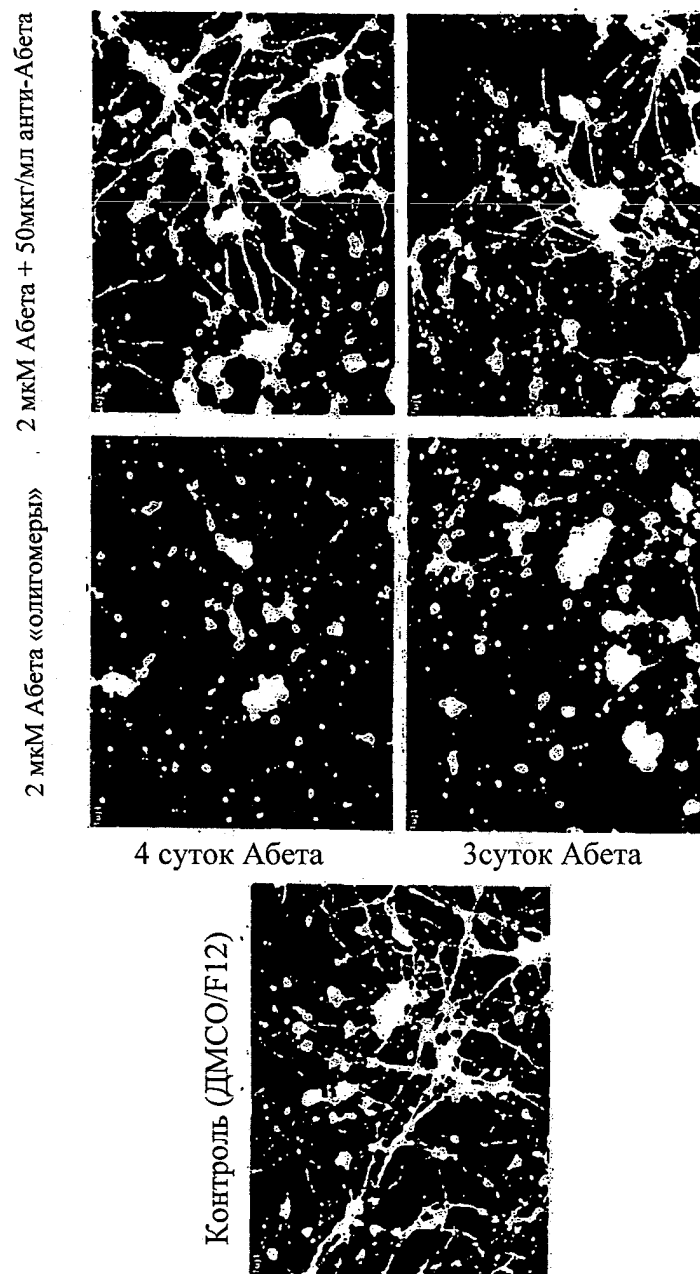 2 мкМ Абета + 50мкг/мл анти-Абета
2 мкМ Абета «олигомеры»
4 суток Абета
3суток Абета
Контроль (ДМСО/F12)